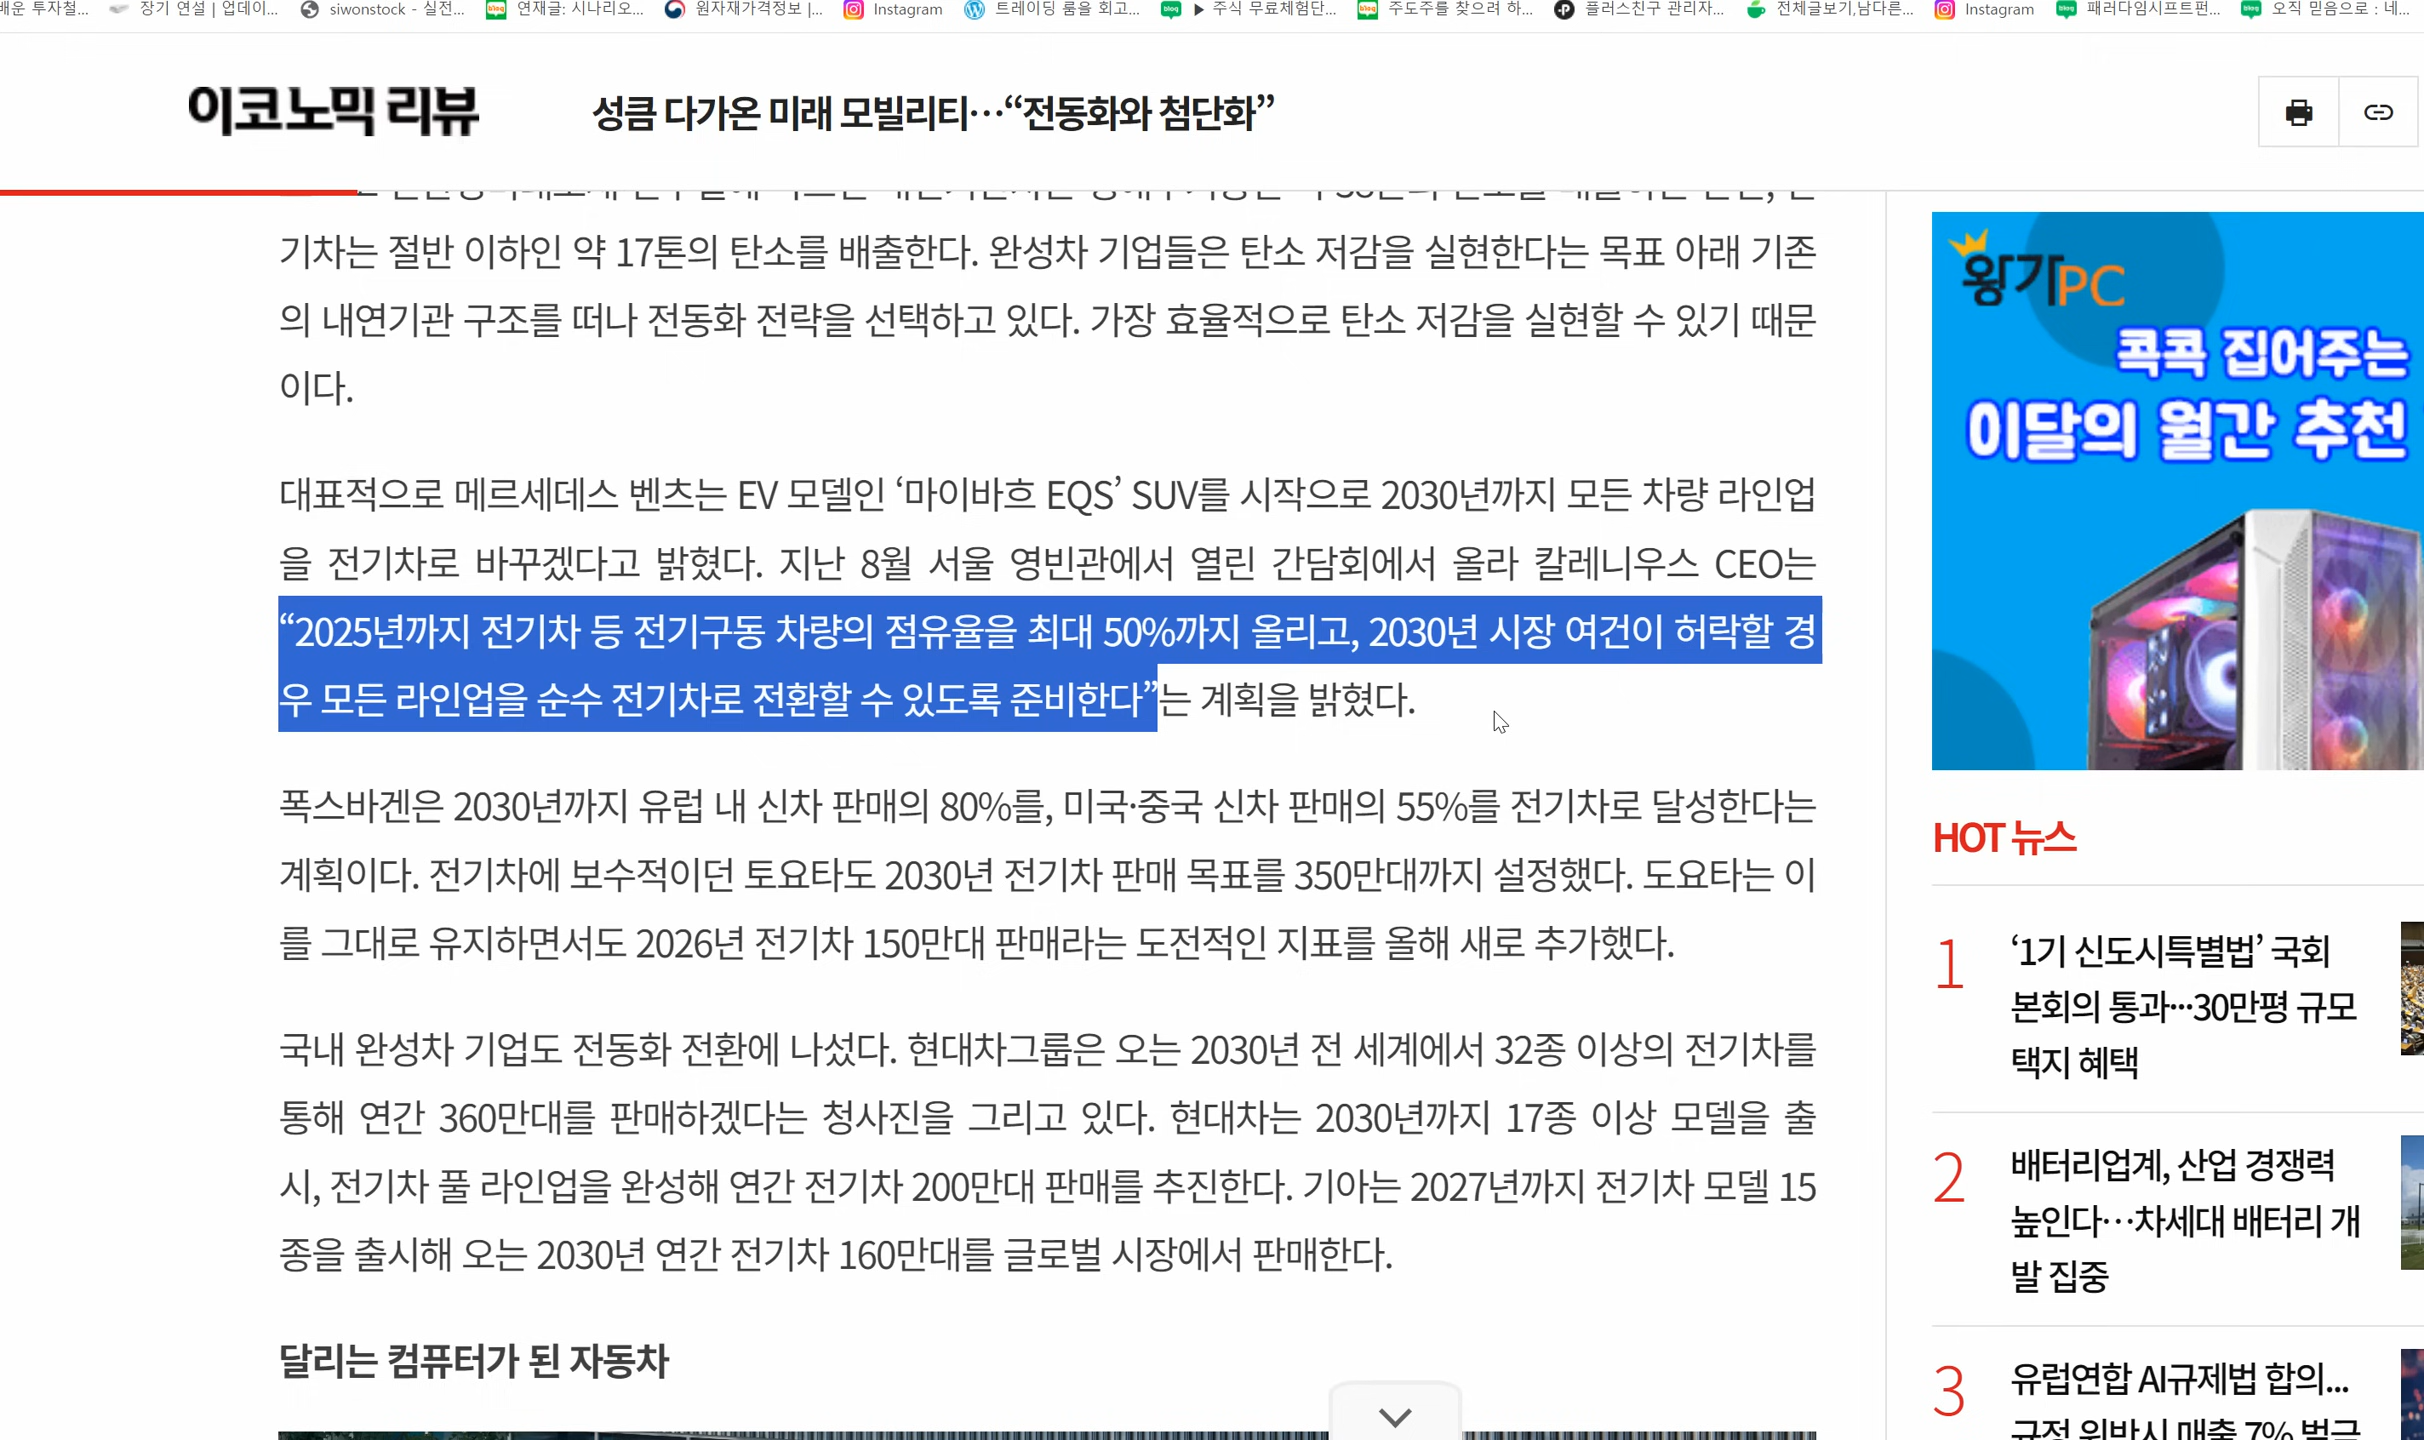 배운 투자철...
장기 연설 | 업데이...
siwonstock - 실전...
연재글: 시나리오...
원자재가격정보 |...
Instagram
트레이딩 룸을 회고...
▶ 주식 무료체험단...
주도주를 찾으려 하...
플러스친구 관리자...
전체글보기,남다른...
Instagram
패러다임시프트펀...
오직 믿음으로 : 네...
이코노믹 리뷰
성큼 다가온 미래 모빌리티…“전동화와 첨단화”
기차는 절반 이하인 약 17톤의 탄소를 배출한다. 완성차 기업들은 탄소 저감을 실현한다는 목표 아래 기존
의 내연기관 구조를 떠나 전동화 전략을 선택하고 있다. 가장 효율적으로 탄소 저감을 실현할 수 있기 때문
이다.
대표적으로 메르세데스 벤츠는 EV 모델인 ‘마이바흐 EQS’ SUV를 시작으로 2030년까지 모든 차량 라인업
을 전기차로 바꾸겠다고 밝혔다. 지난 8월 서울 영빈관에서 열린 간담회에서 올라 칼레니우스 CEO는
“2025년까지 전기차 등 전기구동 차량의 점유율을 최대 50%까지 올리고, 2030년 시장 여건이 허락할 경
우 모든 라인업을 순수 전기차로 전환할 수 있도록 준비한다”는 계획을 밝혔다.
폭스바겐은 2030년까지 유럽 내 신차 판매의 80%를, 미국·중국 신차 판매의 55%를 전기차로 달성한다는
계획이다. 전기차에 보수적이던 토요타도 2030년 전기차 판매 목표를 350만대까지 설정했다. 도요타는 이
를 그대로 유지하면서도 2026년 전기차 150만대 판매라는 도전적인 지표를 올해 새로 추가했다.
국내 완성차 기업도 전동화 전환에 나섰다. 현대차그룹은 오는 2030년 전 세계에서 32종 이상의 전기차를
통해 연간 360만대를 판매하겠다는 청사진을 그리고 있다. 현대차는 2030년까지 17종 이상 모델을 출
시, 전기차 풀 라인업을 완성해 연간 전기차 200만대 판매를 추진한다. 기아는 2027년까지 전기차 모델 15
종을 출시해 오는 2030년 연간 전기차 160만대를 글로벌 시장에서 판매한다.
달리는 컴퓨터가 된 자동차
왕가PC
콕콕 집어주는
이달의 월간 추천
HOT 뉴스
1
‘1기 신도시특별법’ 국회
본회의 통과…30만평 규모
택지 혜택
2
배터리업계, 산업 경쟁력
높인다…차세대 배터리 개
발 집중
3
유럽연합 AI규제법 합의...
규정 위반시 매출 7% 벌금